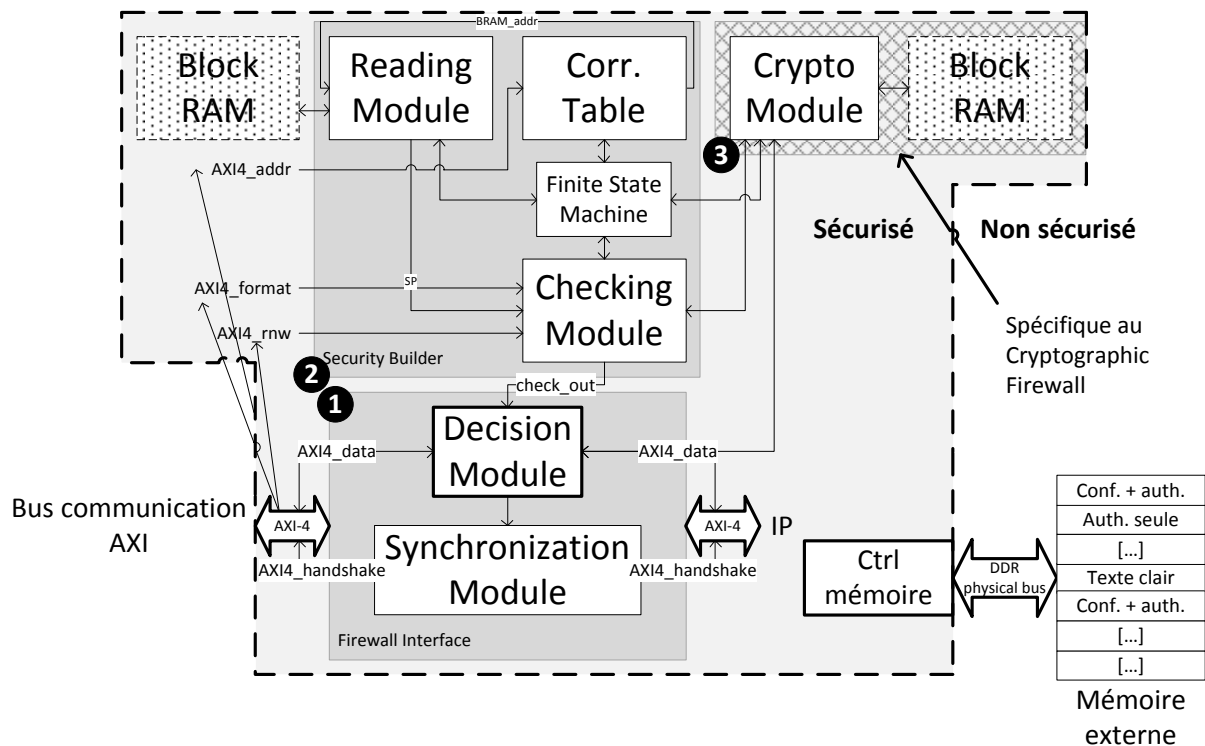 BRAM_addr
Block
RAM
Reading
Module
Corr.
Table
Crypto
Module
Block
RAM
3
AXI4_addr
Finite State
Machine
Sécurisé
Non sécurisé
SP
AXI4_format
Checking
Module
AXI4_rnw
Security Builder
Spécifique au
Cryptographic
Firewall
2
1
check_out
Decision
Module
AXI4_data
AXI4_data
Bus communication
AXI
AXI-4
AXI-4
IP
Synchronization
Module
AXI4_handshake
AXI4_handshake
Firewall Interface
Ctrl
mémoire
DDR
physical bus
Conf. + auth.
Auth. seule
[...]
Texte clair
Conf. + auth.
[...]
[...]
Mémoire
externe